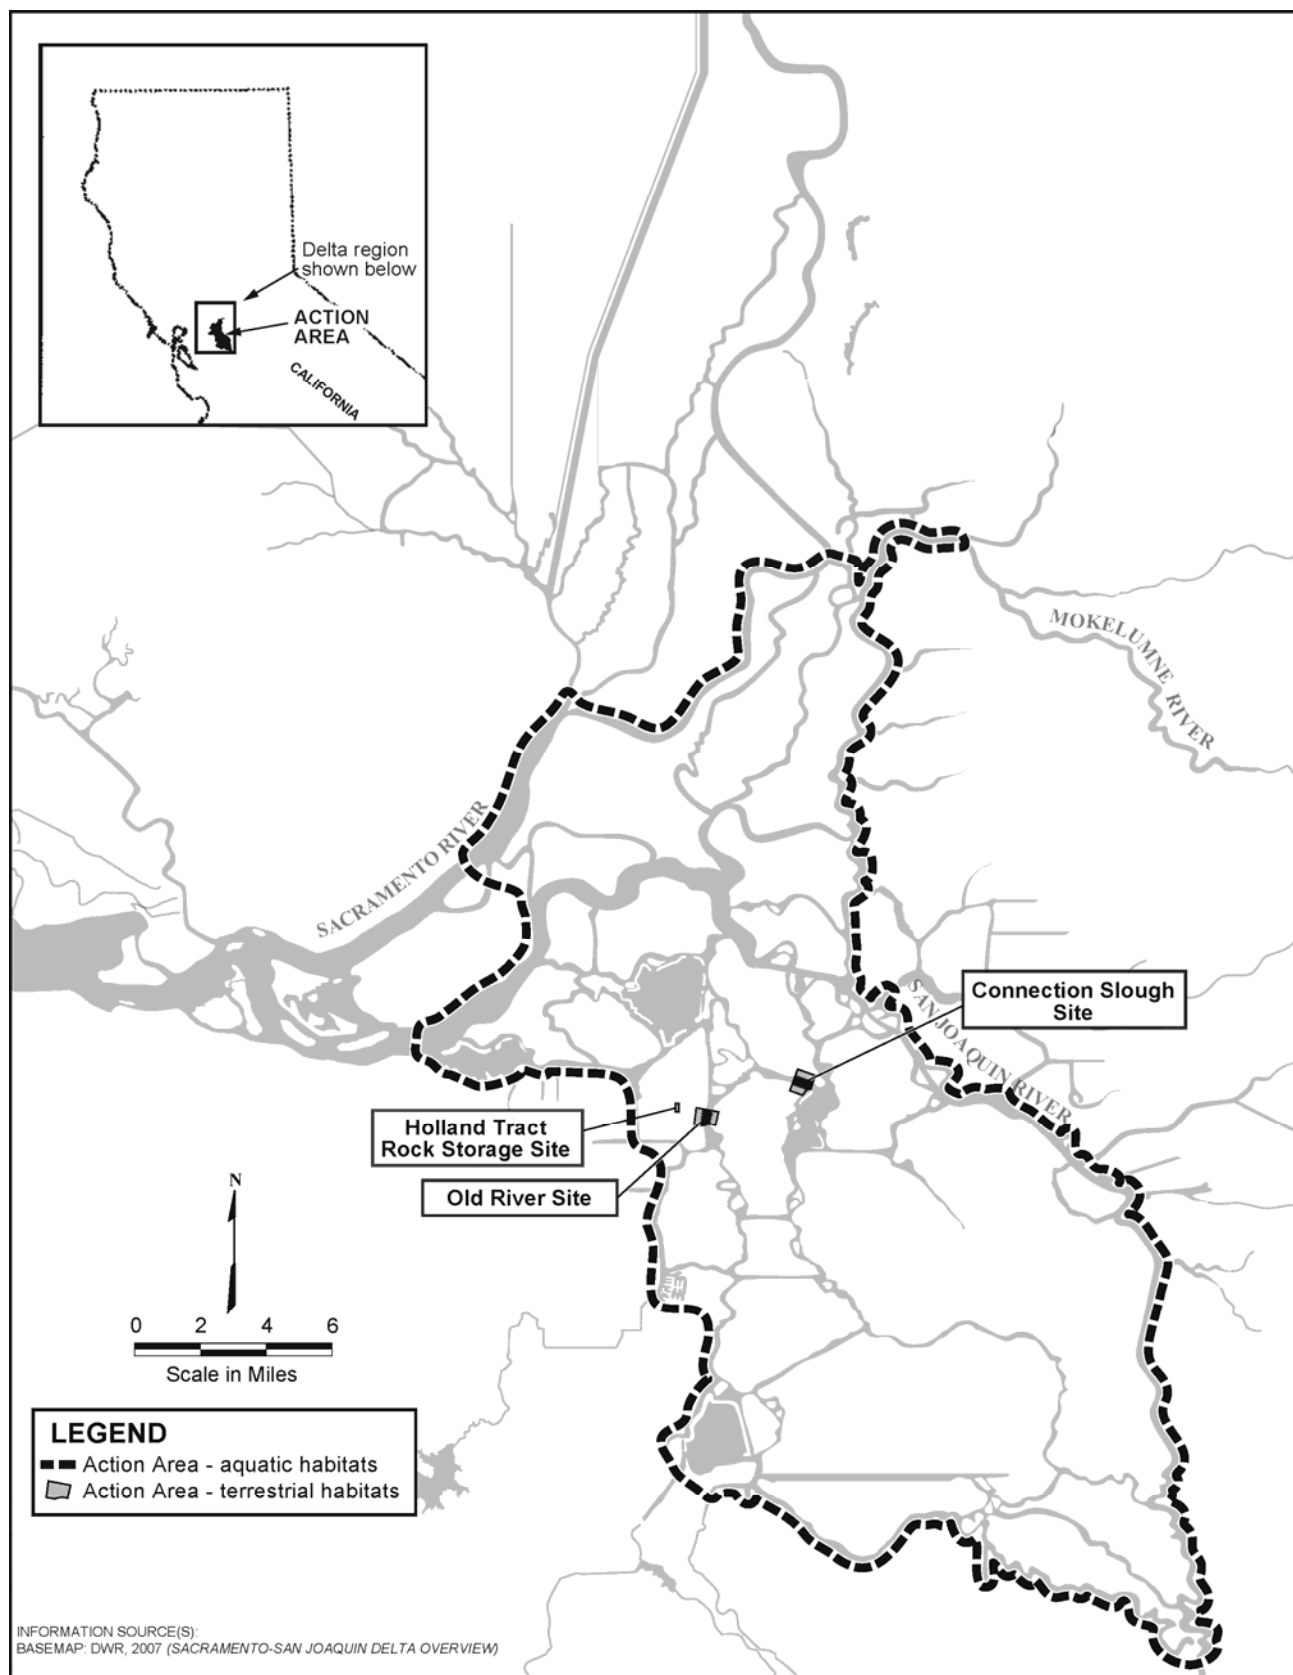 Delta region
shown below
ACTION
AREA
CALIFORNIA
MOKELUMNE RIVER
SACRAMENTO RIVER
SAN JOAQUIN RIVER
Connection Slough
Site
Holland Tract
Rock Storage Site
Old River Site
N
0 2 4 6
Scale in Miles
LEGEND
Action Area - aquatic habitats
Action Area - terrestrial habitats
INFORMATION SOURCE(S):
BASEMAP: DWR, 2007 (SACRAMENTO-SAN JOAQUIN DELTA OVERVIEW)